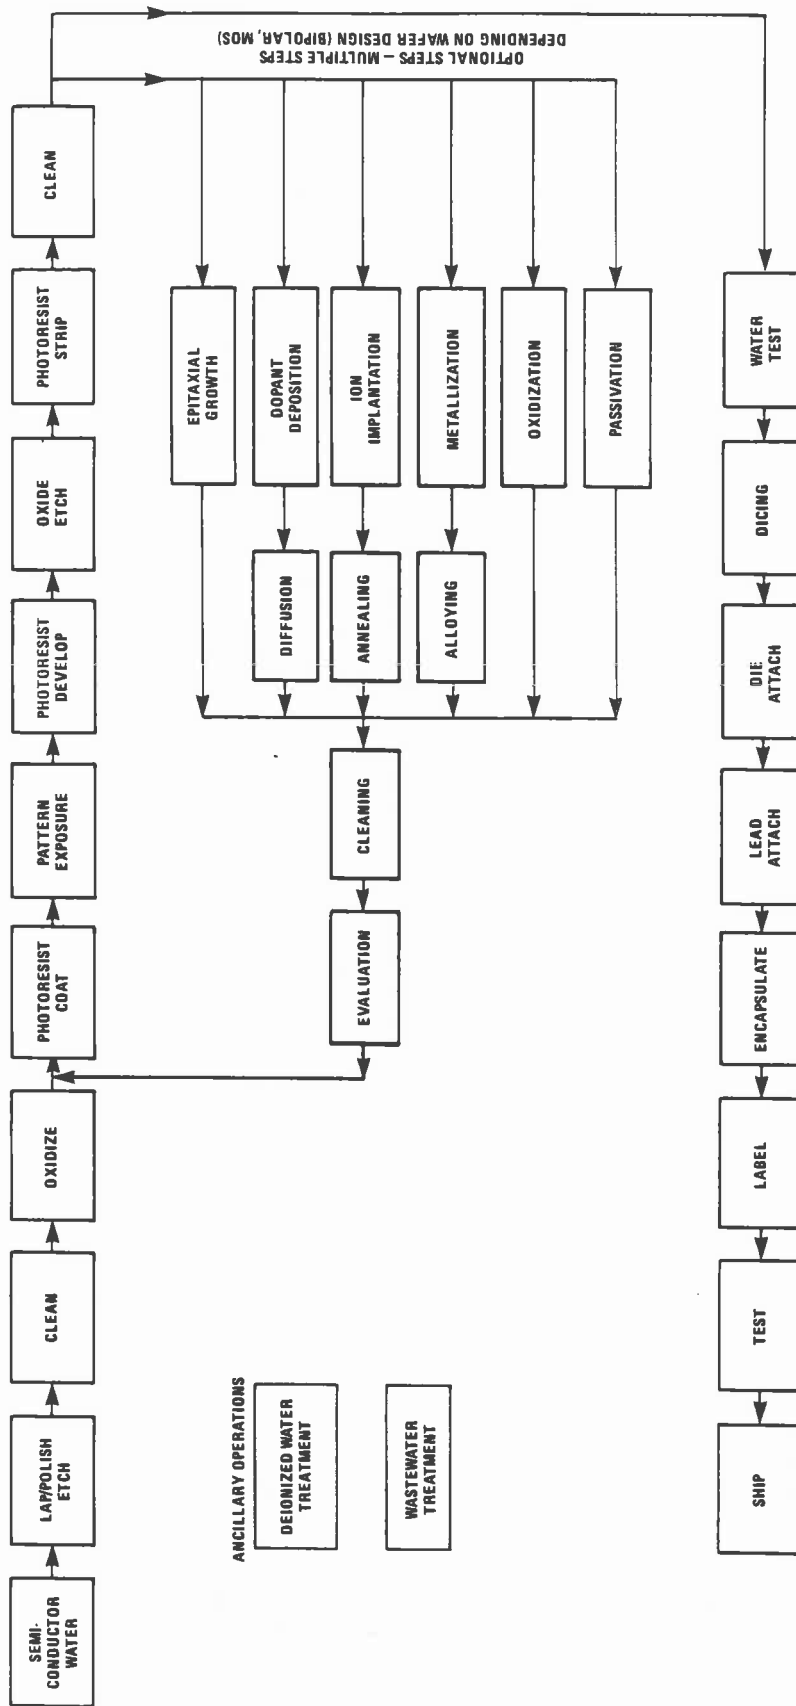 SEMI-
CONDUCTOR
WATER
LAP/POLISH
ETCH
CLEAN
OXIDIZE
PHOTORESIST
COAT
PATTERN
EXPOSURE
PHOTORESIST
DEVELOP
OXIDE
ETCH
PHOTORESIST
STRIP
CLEAN
OPTIONAL STEPS – MULTIPLE STEPS
DEPENDING ON WAFER DESIGN (BIPOLAR, MOS)
EPITAXIAL
GROWTH
DOPANT
DEPOSITION
ION
IMPLANTATION
METALLIZATION
OXIDIZATION
PASSIVATION
DIFFUSION
ANNEALING
ALLOYING
CLEANING
EVALUATION
ANCILLARY OPERATIONS
DEIONIZED WATER
TREATMENT
WASTEWATER
TREATMENT
WATER
TEST
DICING
DIE
ATTACH
LEAD
ATTACH
ENCAPSULATE
LABEL
TEST
SHIP